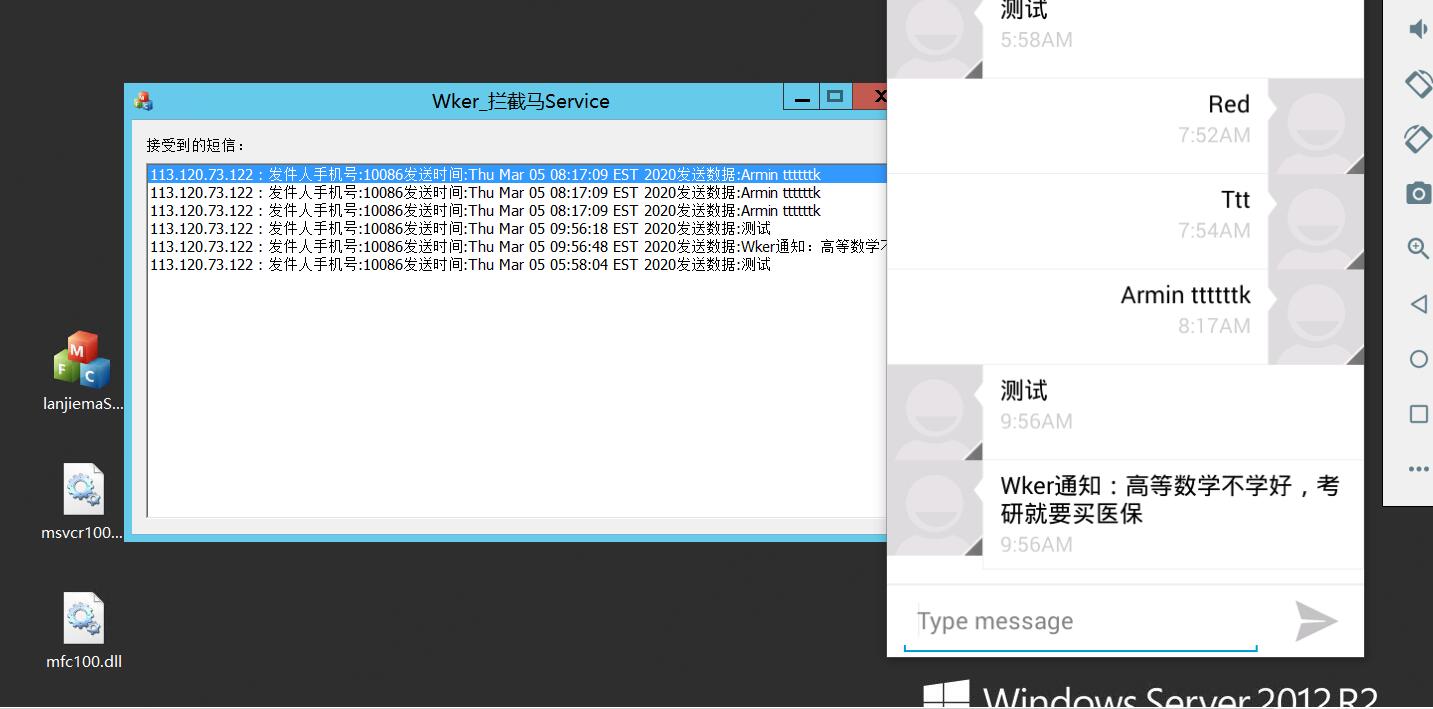 测试
5:58AM
Wker_拦截马Service
接受到的短信：
113.120.73.122：发件人手机号:10086发送时间:Thu Mar 05 08:17:09 EST 2020发送数据:Armin ttttttk
113.120.73.122：发件人手机号:10086发送时间:Thu Mar 05 08:17:09 EST 2020发送数据:Armin ttttttk
113.120.73.122：发件人手机号:10086发送时间:Thu Mar 05 08:17:09 EST 2020发送数据:Armin ttttttk
113.120.73.122：发件人手机号:10086发送时间:Thu Mar 05 09:56:18 EST 2020发送数据:测试
113.120.73.122：发件人手机号:10086发送时间:Thu Mar 05 09:56:48 EST 2020发送数据:Wker通知：高等数学不
113.120.73.122：发件人手机号:10086发送时间:Thu Mar 05 05:58:04 EST 2020发送数据:测试
Red
7:52AM
Ttt
7:54AM
Armin ttttttk
8:17AM
测试
9:56AM
Wker通知：高等数学不学好，考
研就要买医保
9:56AM
Type message
M
F C
lanjiemaS...
msvcr100...
mfc100.dll
Windows Server 2012 R2